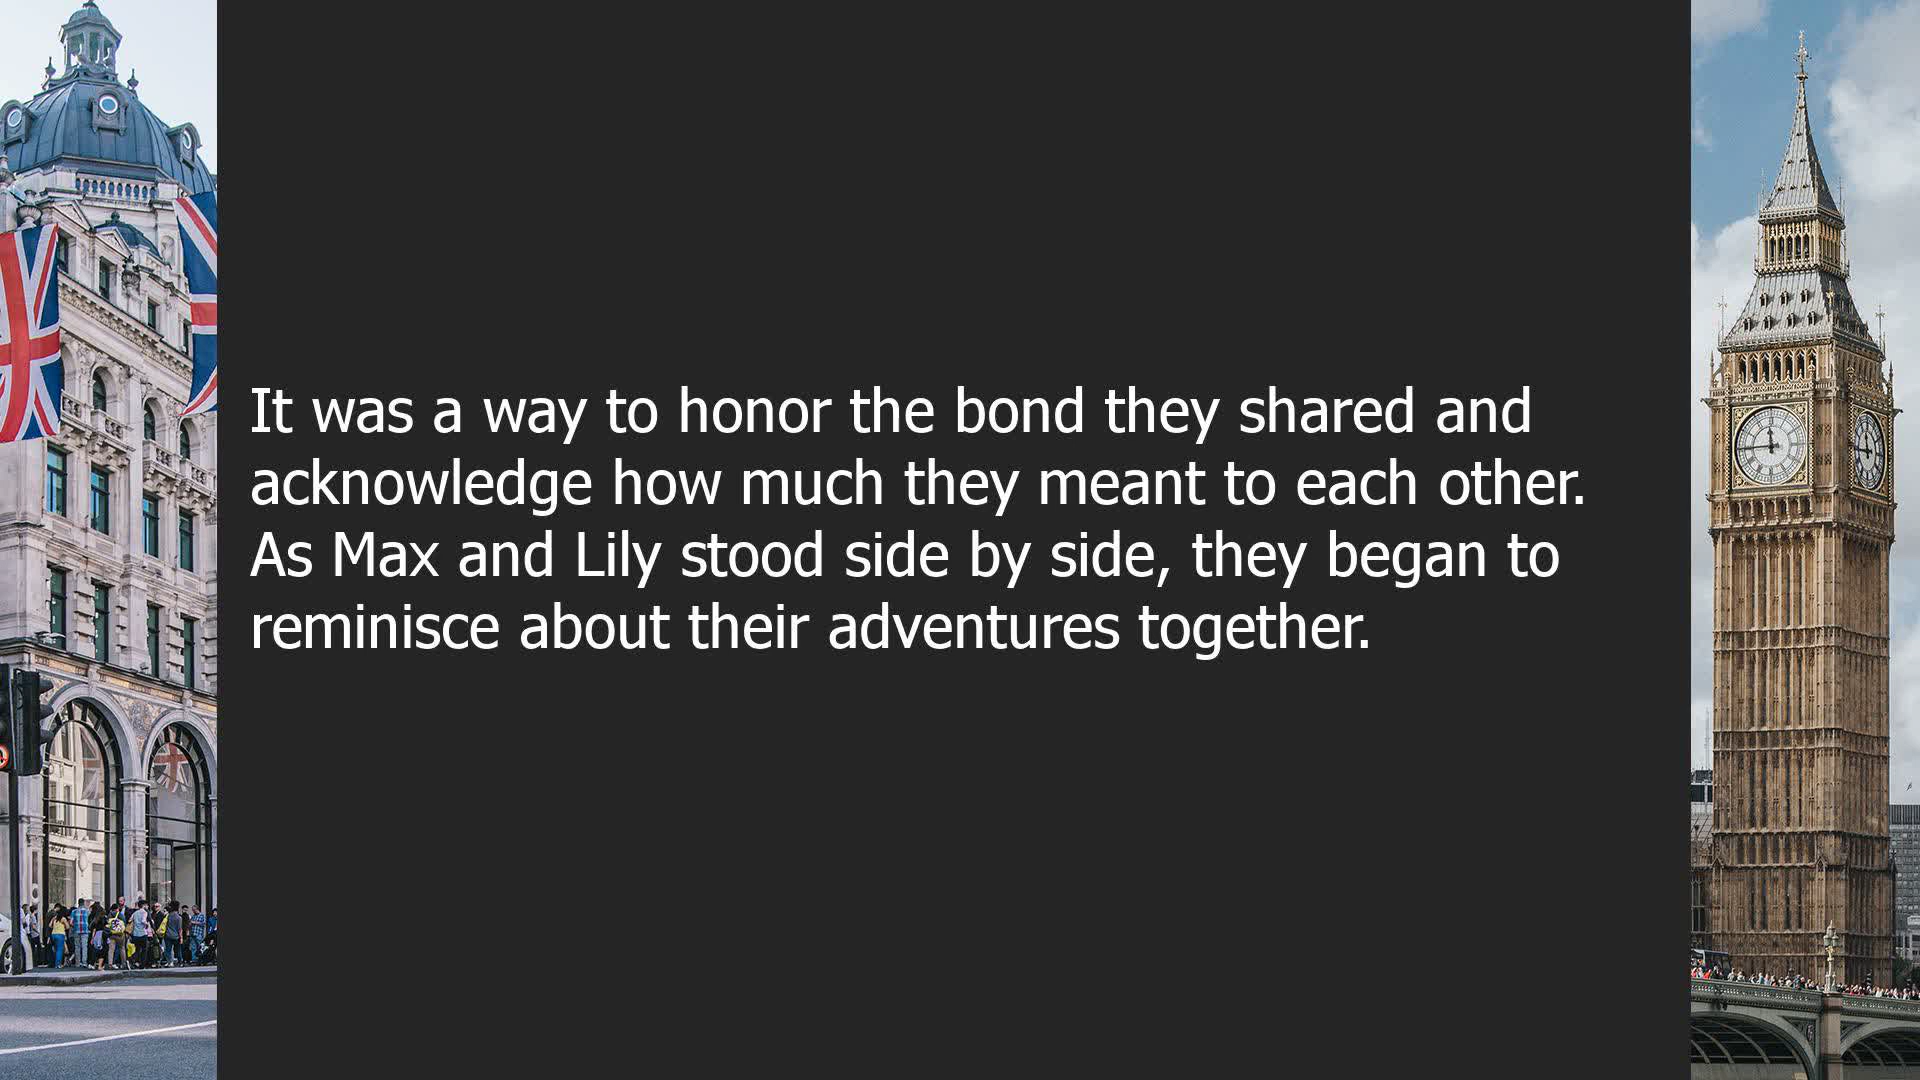 It was a way to honor the bond they shared and
acknowledge how much they meant to each other.
As Max and Lily stood side by side, they began to
reminisce about their adventures together.